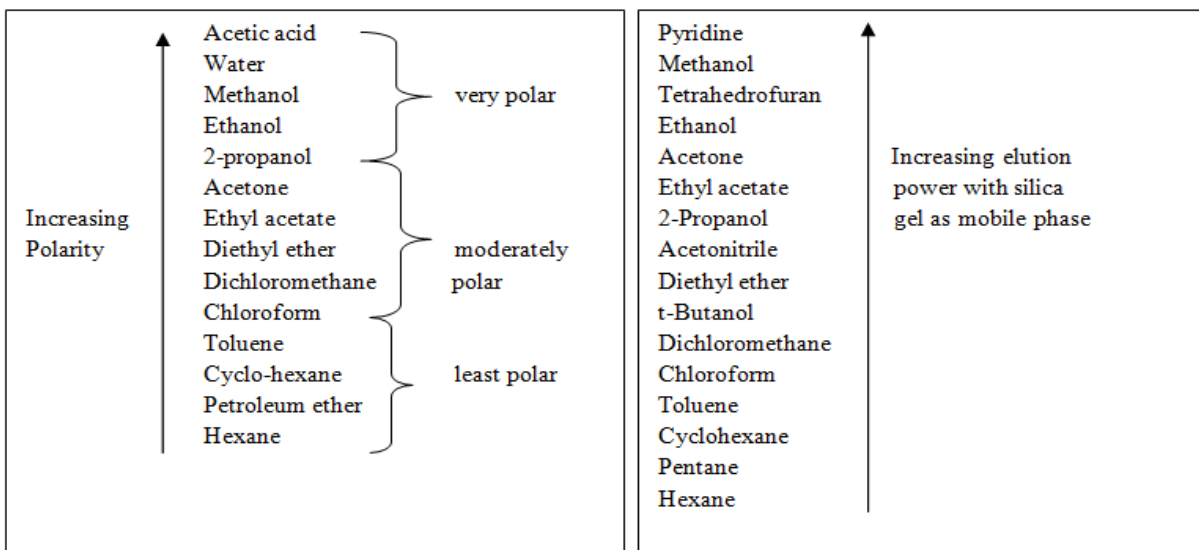 Acetic acid
Water
Methanol
very polar
Ethanol
2-propanol
Acetone
Increasing
Polarity
Ethyl acetate
Diethyl ether
moderately
polar
Dichloromethane
Chloroform
Toluene
Cyclo-hexane
least polar
Petroleum ether
Hexane
Pyridine
Methanol
Tetrahedrofuran
Ethanol
Acetone
Ethyl acetate
2-Propanol
Acetonitrile
Diethyl ether
t-Butanol
Dichloromethane
Chloroform
Toluene
Cyclohexane
Pentane
Hexane
Increasing elution
power with silica
gel as mobile phase